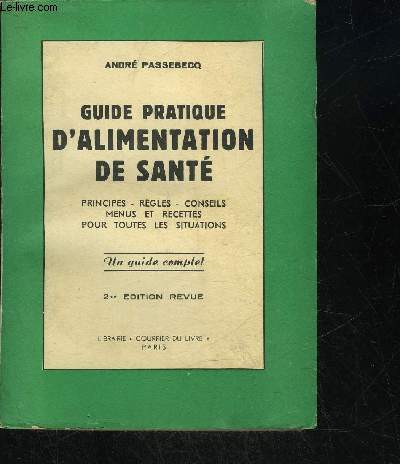 Le-livre.com
ANDRÉ PASSEBECQ
GUIDE PRATIQUE
D'ALIMENTATION
DE SANTÉ
PRINCIPES - RÈGLES - CONSEILS
MENUS ET RECETTES
POUR TOUTES LES SITUATIONS
Un guide complet
2me EDITION REVUE
LIBRAIRIE « COURRIER DU LIVRE »
PARIS